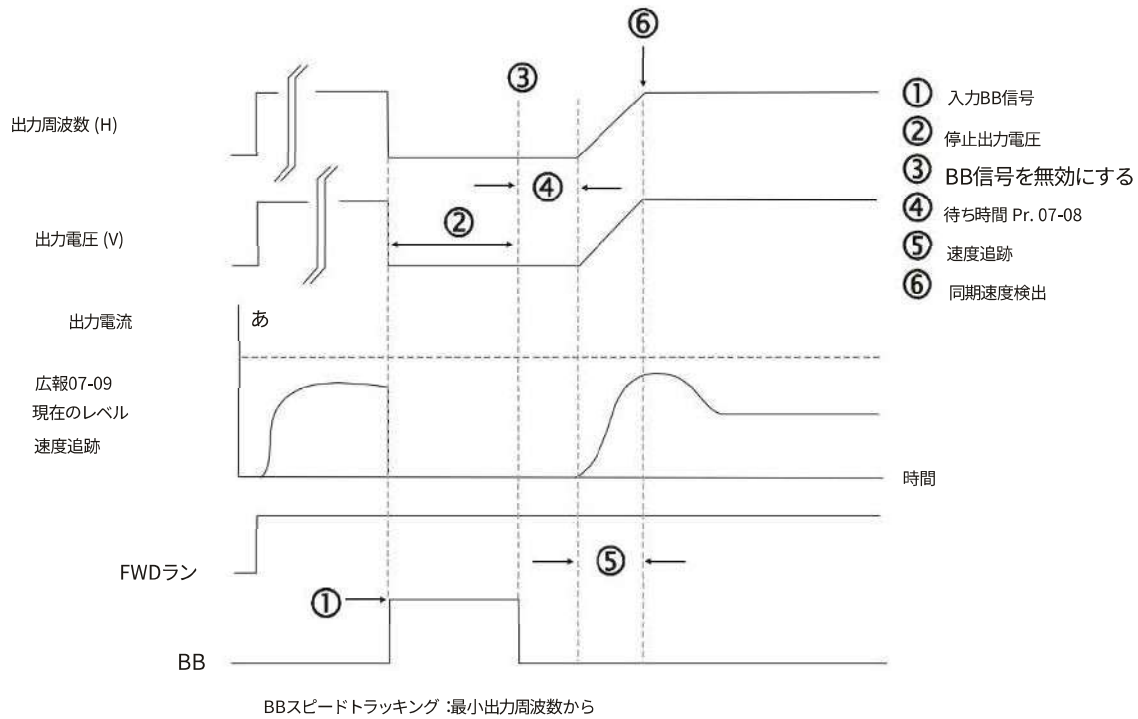 ⑥
③
出力周波数 (H)
① 入力BB信号
② 停止出力電圧
③ BB信号を無効にする
④ 待ち時間 Pr. 07-08
⑤ 速度追跡
⑥ 同期速度検出
④
②
出力電圧 (V)
出力電流
あ
広報07-09
現在のレベル
速度追跡
時間
FWDラン
⑤
①
BB
BBスピードトラッキング :最小出力周波数から